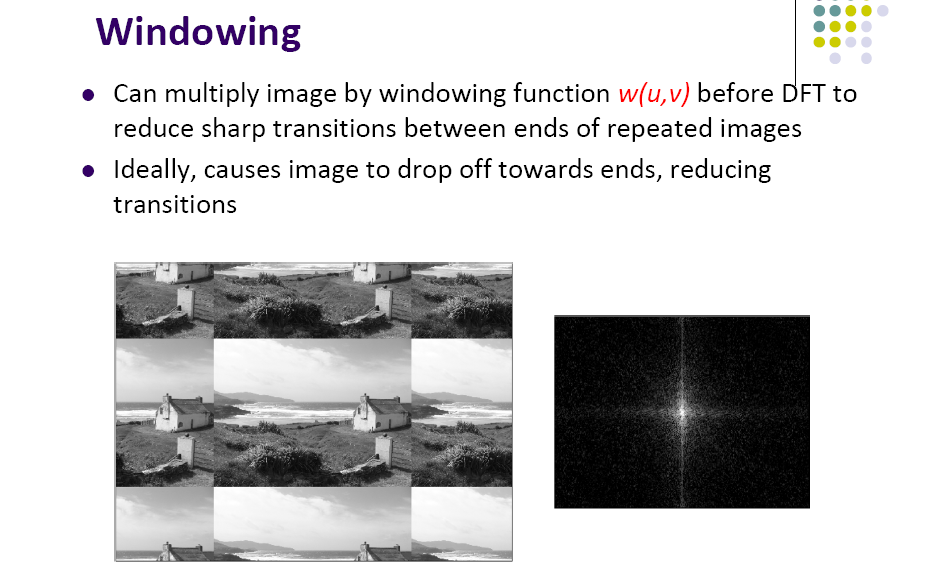 Windowing
Can multiply image by windowing function w(u,v) before DFT to
reduce sharp transitions between ends of repeated images
Ideally, causes image to drop off towards ends, reducing
transitions